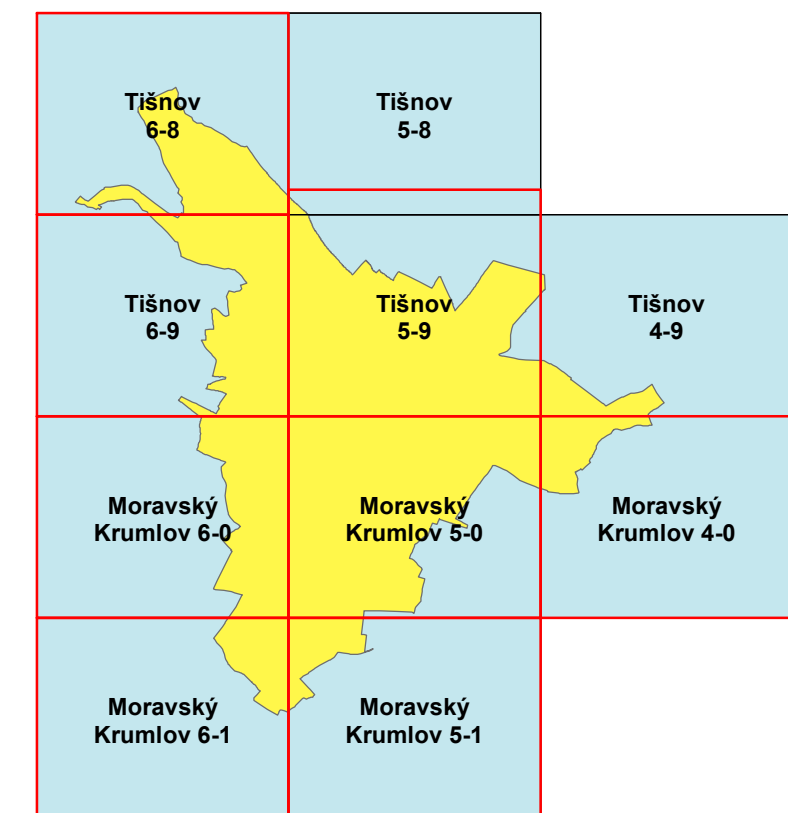 Tišnov
6-8
Tišnov
5-8
Tišnov
6-9
Tišnov
5-9
Tišnov
4-9
Moravský
Krumlov 6-0
Moravský
Krumlov 5-0
Moravský
Krumlov 4-0
Moravský
Krumlov 6-1
Moravský
Krumlov 5-1